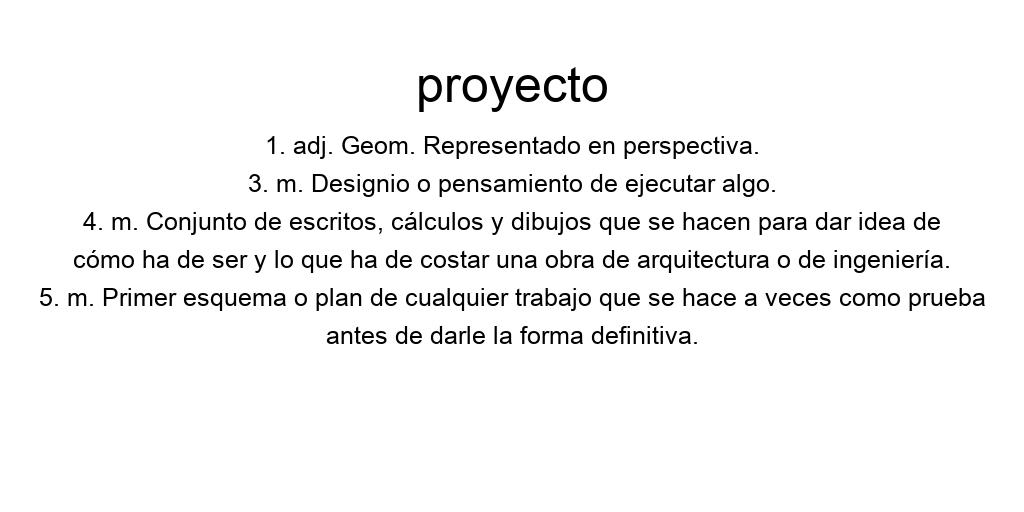 proyecto
1. adj. Geom. Representado en perspectiva.
3. m. Designio o pensamiento de ejecutar algo.
4. m. Conjunto de escritos, cálculos y dibujos que se hacen para dar idea de
cómo ha de ser y lo que ha de costar una obra de arquitectura o de ingeniería.
5. m. Primer esquema o plan de cualquier trabajo que se hace a veces como prueba
antes de darle la forma definitiva.